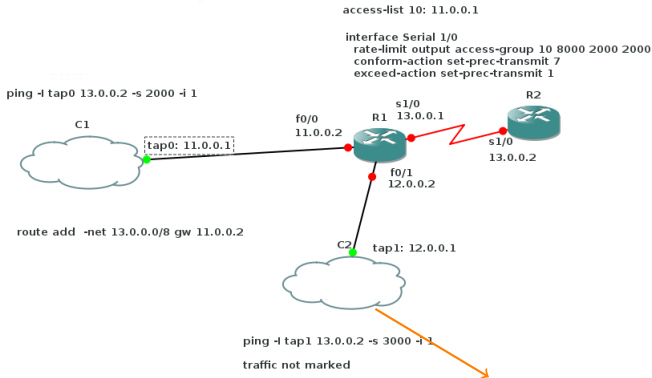 access-list 10: 11.0.0.1
interface Serial 1/0
rate-limit output access-group 10 8000 2000 2000
conform-action set-prec-transmit 7
exceed-action set-prec-transmit 1
ping -I tap0 13.0.0.2 -s 2000 -i 1
C1
tap0: 11.0.0.1
f0/0
11.0.0.2
R1
s1/0
13.0.0.1
R2
s1/0
13.0.0.2
f0/1
12.0.0.2
route add  -net 13.0.0.0/8 gw 11.0.0.2
C2
tap1: 12.0.0.1
ping -I tap1 13.0.0.2 -s 3000 -i 1
traffic not marked